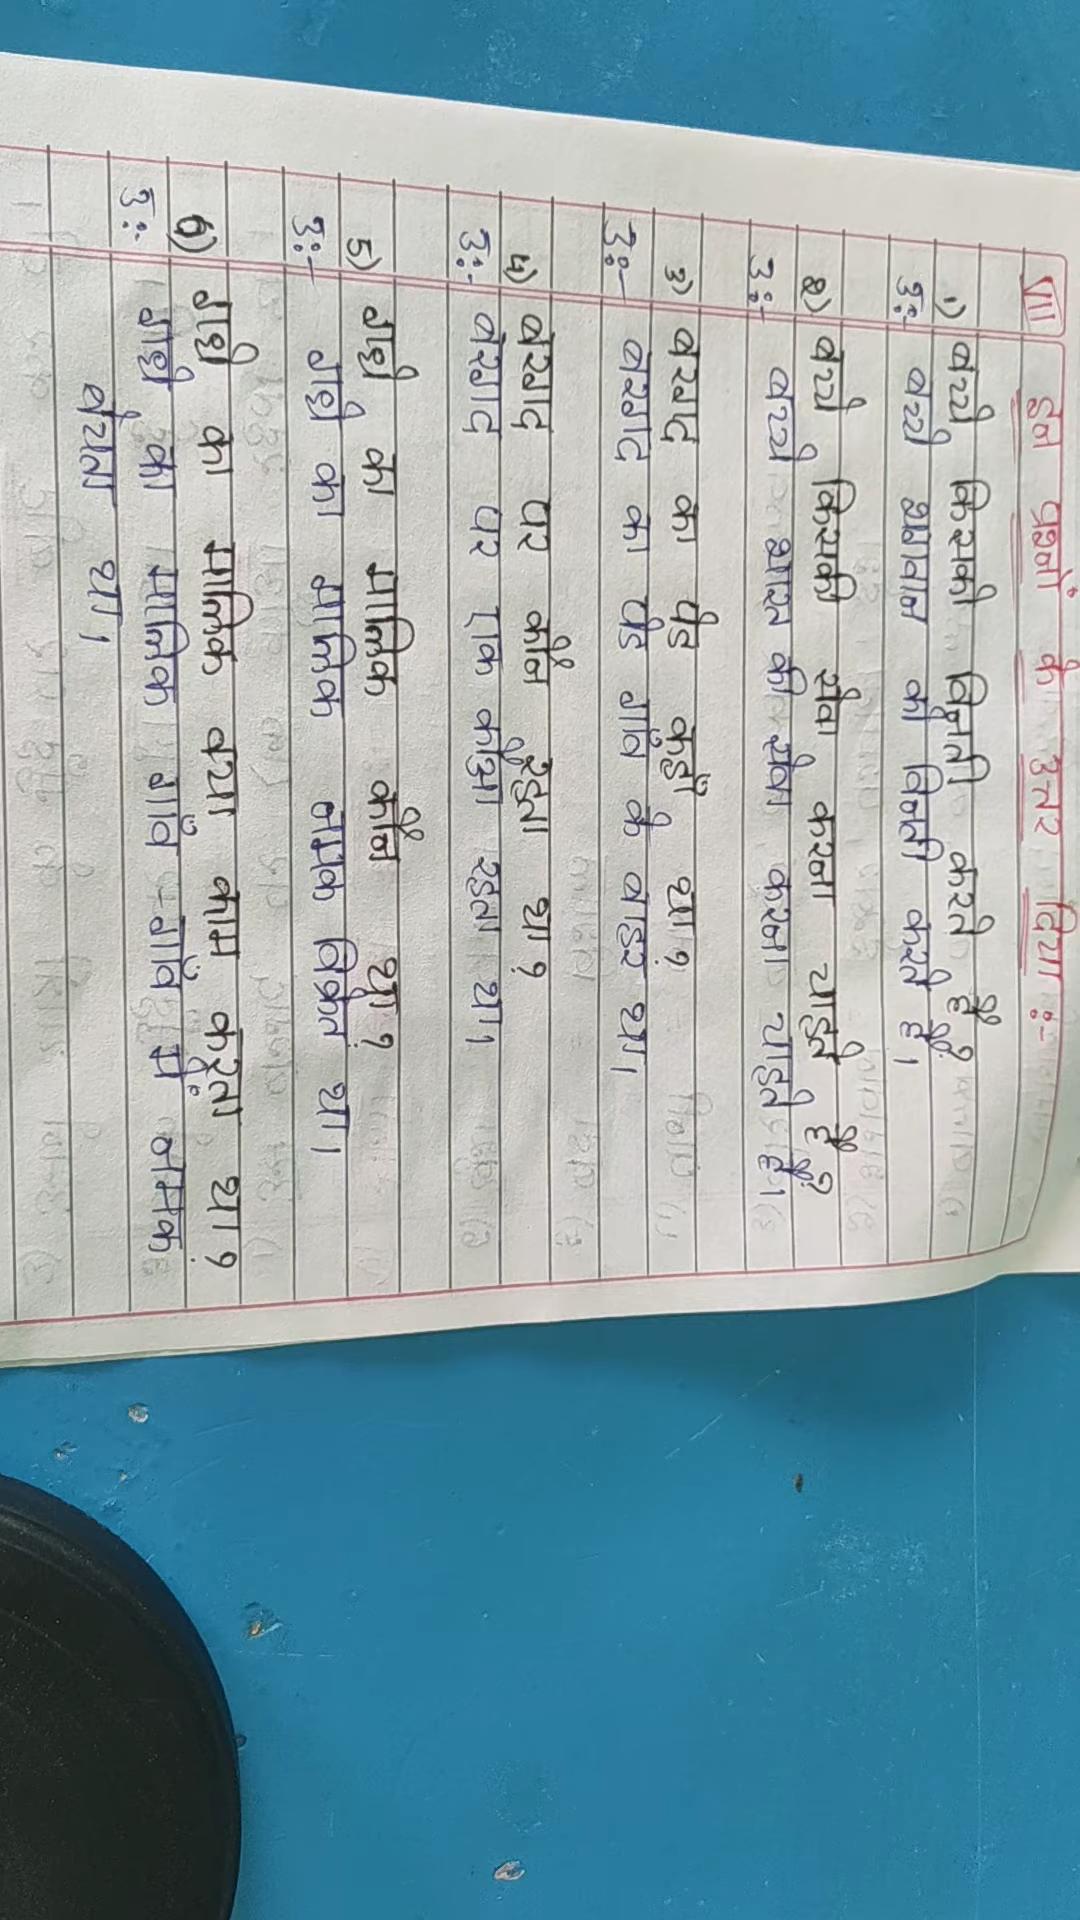 VII इन प्रश्नों के उत्तर दिया :-
1) बच्चे किसकी विनती करते हैं?
उ:- बच्चे भगवान की विनती करते हैं।
2) बच्चे किसकी सेवा करना चाहते हैं?
उ:- बच्चे भारत की सेवा करना चाहते हैं।
3) बरगद का पेड कहाँ था?
उ:- बरगद का पेड गाँव के बाहर था।
4) बरगद पर कौन रहता था?
उ:- बरगद पर एक कौआ रहता था।
5) गधे का मालिक कौन था?
उ:- गधे का मालिक नमक विक्रेत था।
6) गधे का मालिक क्या काम करता था?
उ:- गधे का मालिक गाँव - गाँव में नमक
बेचता था।